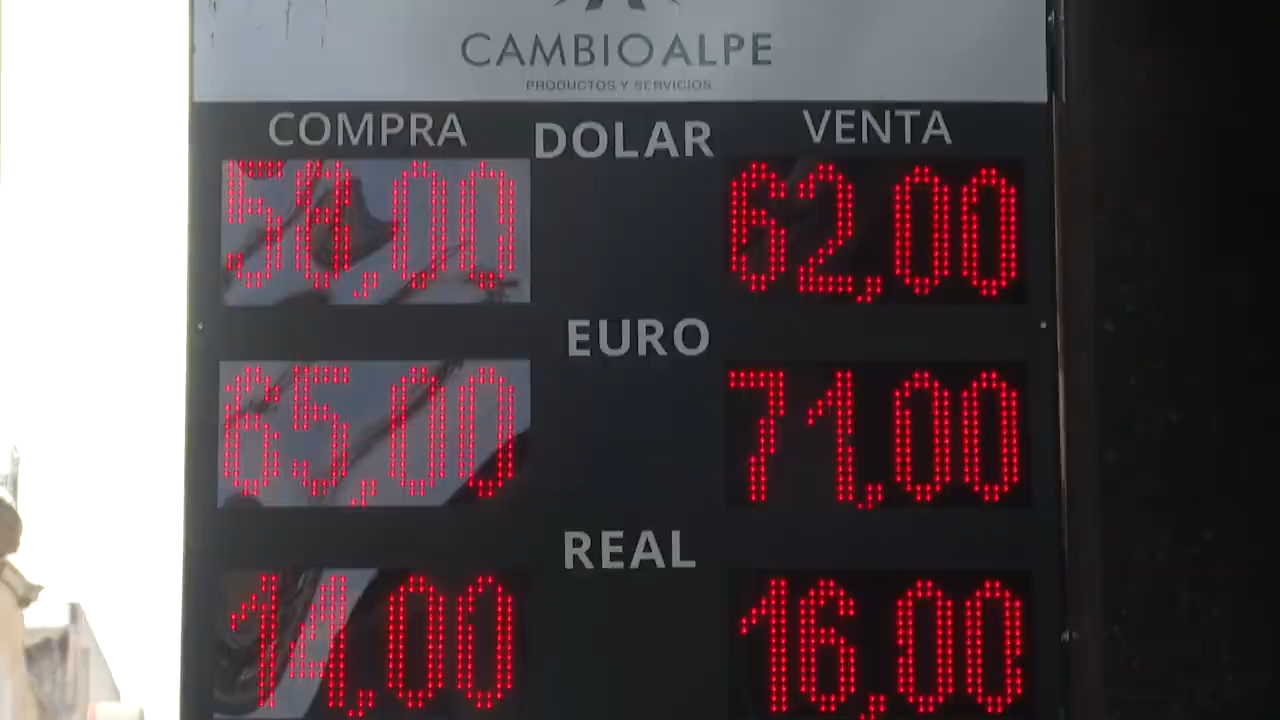 CAMBIOALPE
PRODUCTOS Y SERVICIOS
COMPRA DOLAR VENTA
58,00 62,00
EURO
65,00 71,00
REAL
14,00 16,00